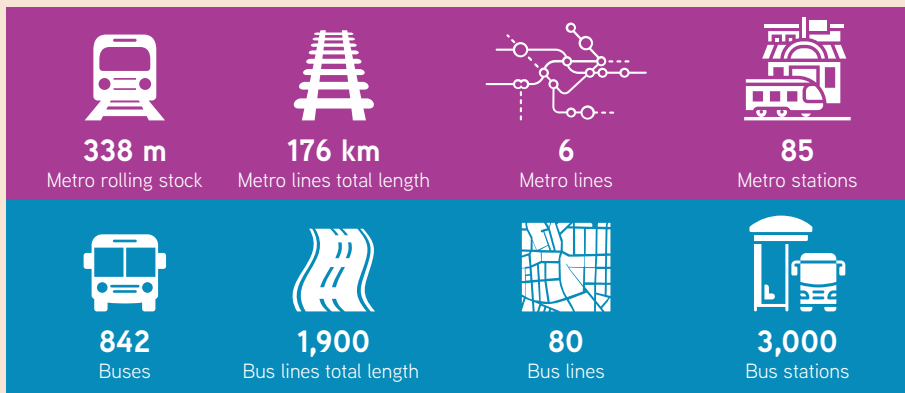 338 m
Metro rolling stock
176 km
Metro lines total length
6
Metro lines
85
Metro stations
842
Buses
1,900
Bus lines total length
80
Bus lines
3,000
Bus stations